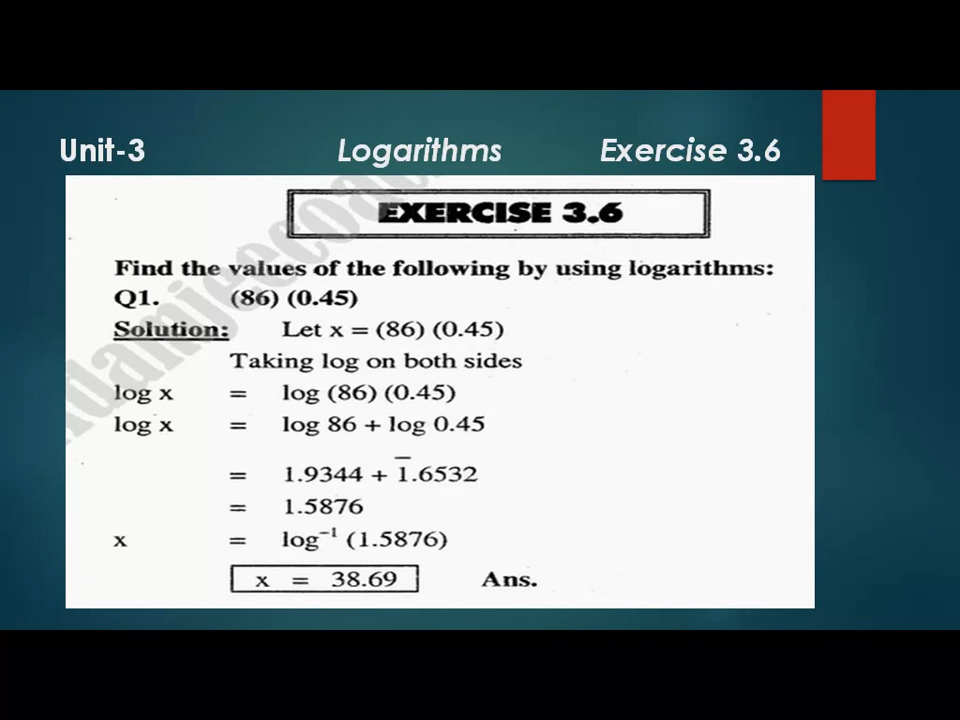 Unit-3 Logarithms Exercise 3.6
EXERCISE 3.6
Find the values of the following by using logarithms:
Q1. (86) (0.45)
Solution: Let x = (86) (0.45)
Taking log on both sides
log x = log (86) (0.45)
log x = log 86 + log 0.45
= 1.9344 + 1̅.6532
= 1.5876
x = log⁻¹ (1.5876)
x = 38.69 Ans.